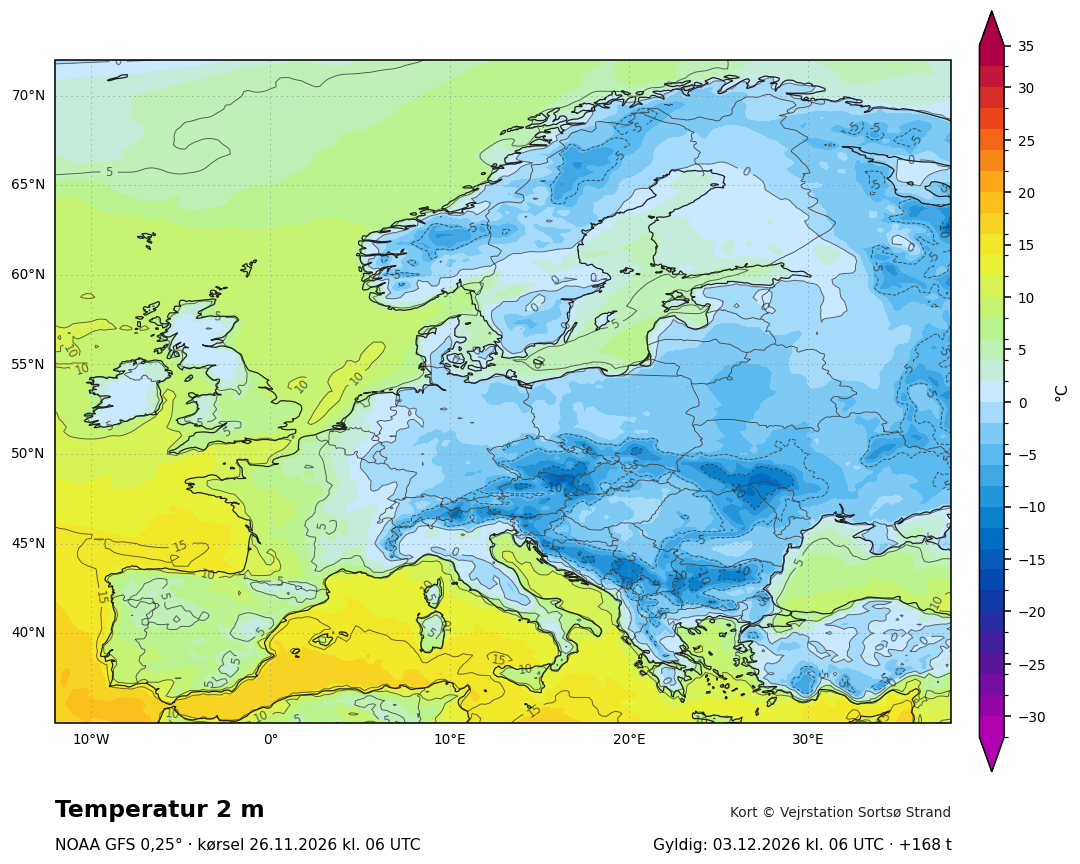 70°N
65°N
60°N
55°N
50°N
45°N
40°N
10°W
0°
10°E
20°E
30°E
35
30
25
20
15
10
5
0
−5
−10
−15
−20
−25
−30
°C
Temperatur 2 m
Kort © Vejrstation Sortsø Strand
NOAA GFS 0,25° · kørsel 26.11.2026 kl. 06 UTC
Gyldig: 03.12.2026 kl. 06 UTC · +168 t